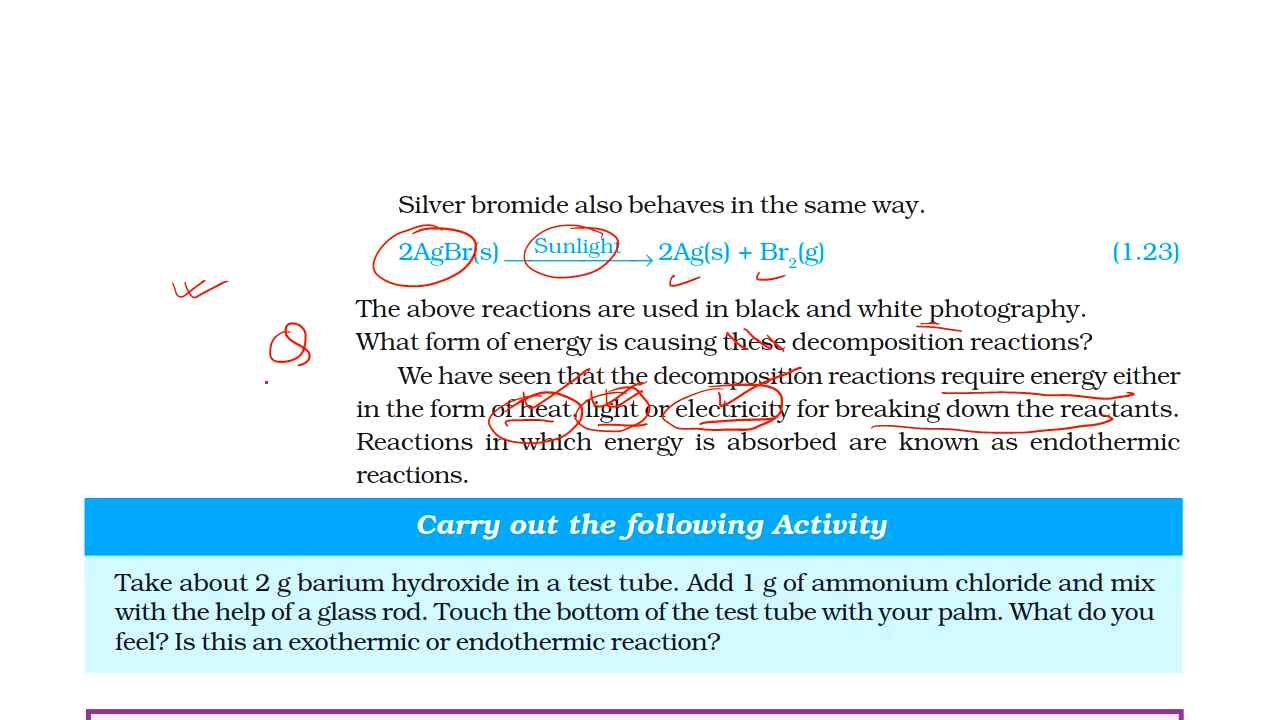 Silver bromide also behaves in the same way.
2AgBr(s) Sunlight → 2Ag(s) + Br₂(g) (1.23)
The above reactions are used in black and white photography.
What form of energy is causing these decomposition reactions?
We have seen that the decomposition reactions require energy either
in the form of heat, light or electricity for breaking down the reactants.
Reactions in which energy is absorbed are known as endothermic
reactions.
Carry out the following Activity
Take about 2 g barium hydroxide in a test tube. Add 1 g of ammonium chloride and mix
with the help of a glass rod. Touch the bottom of the test tube with your palm. What do you
feel? Is this an exothermic or endothermic reaction?